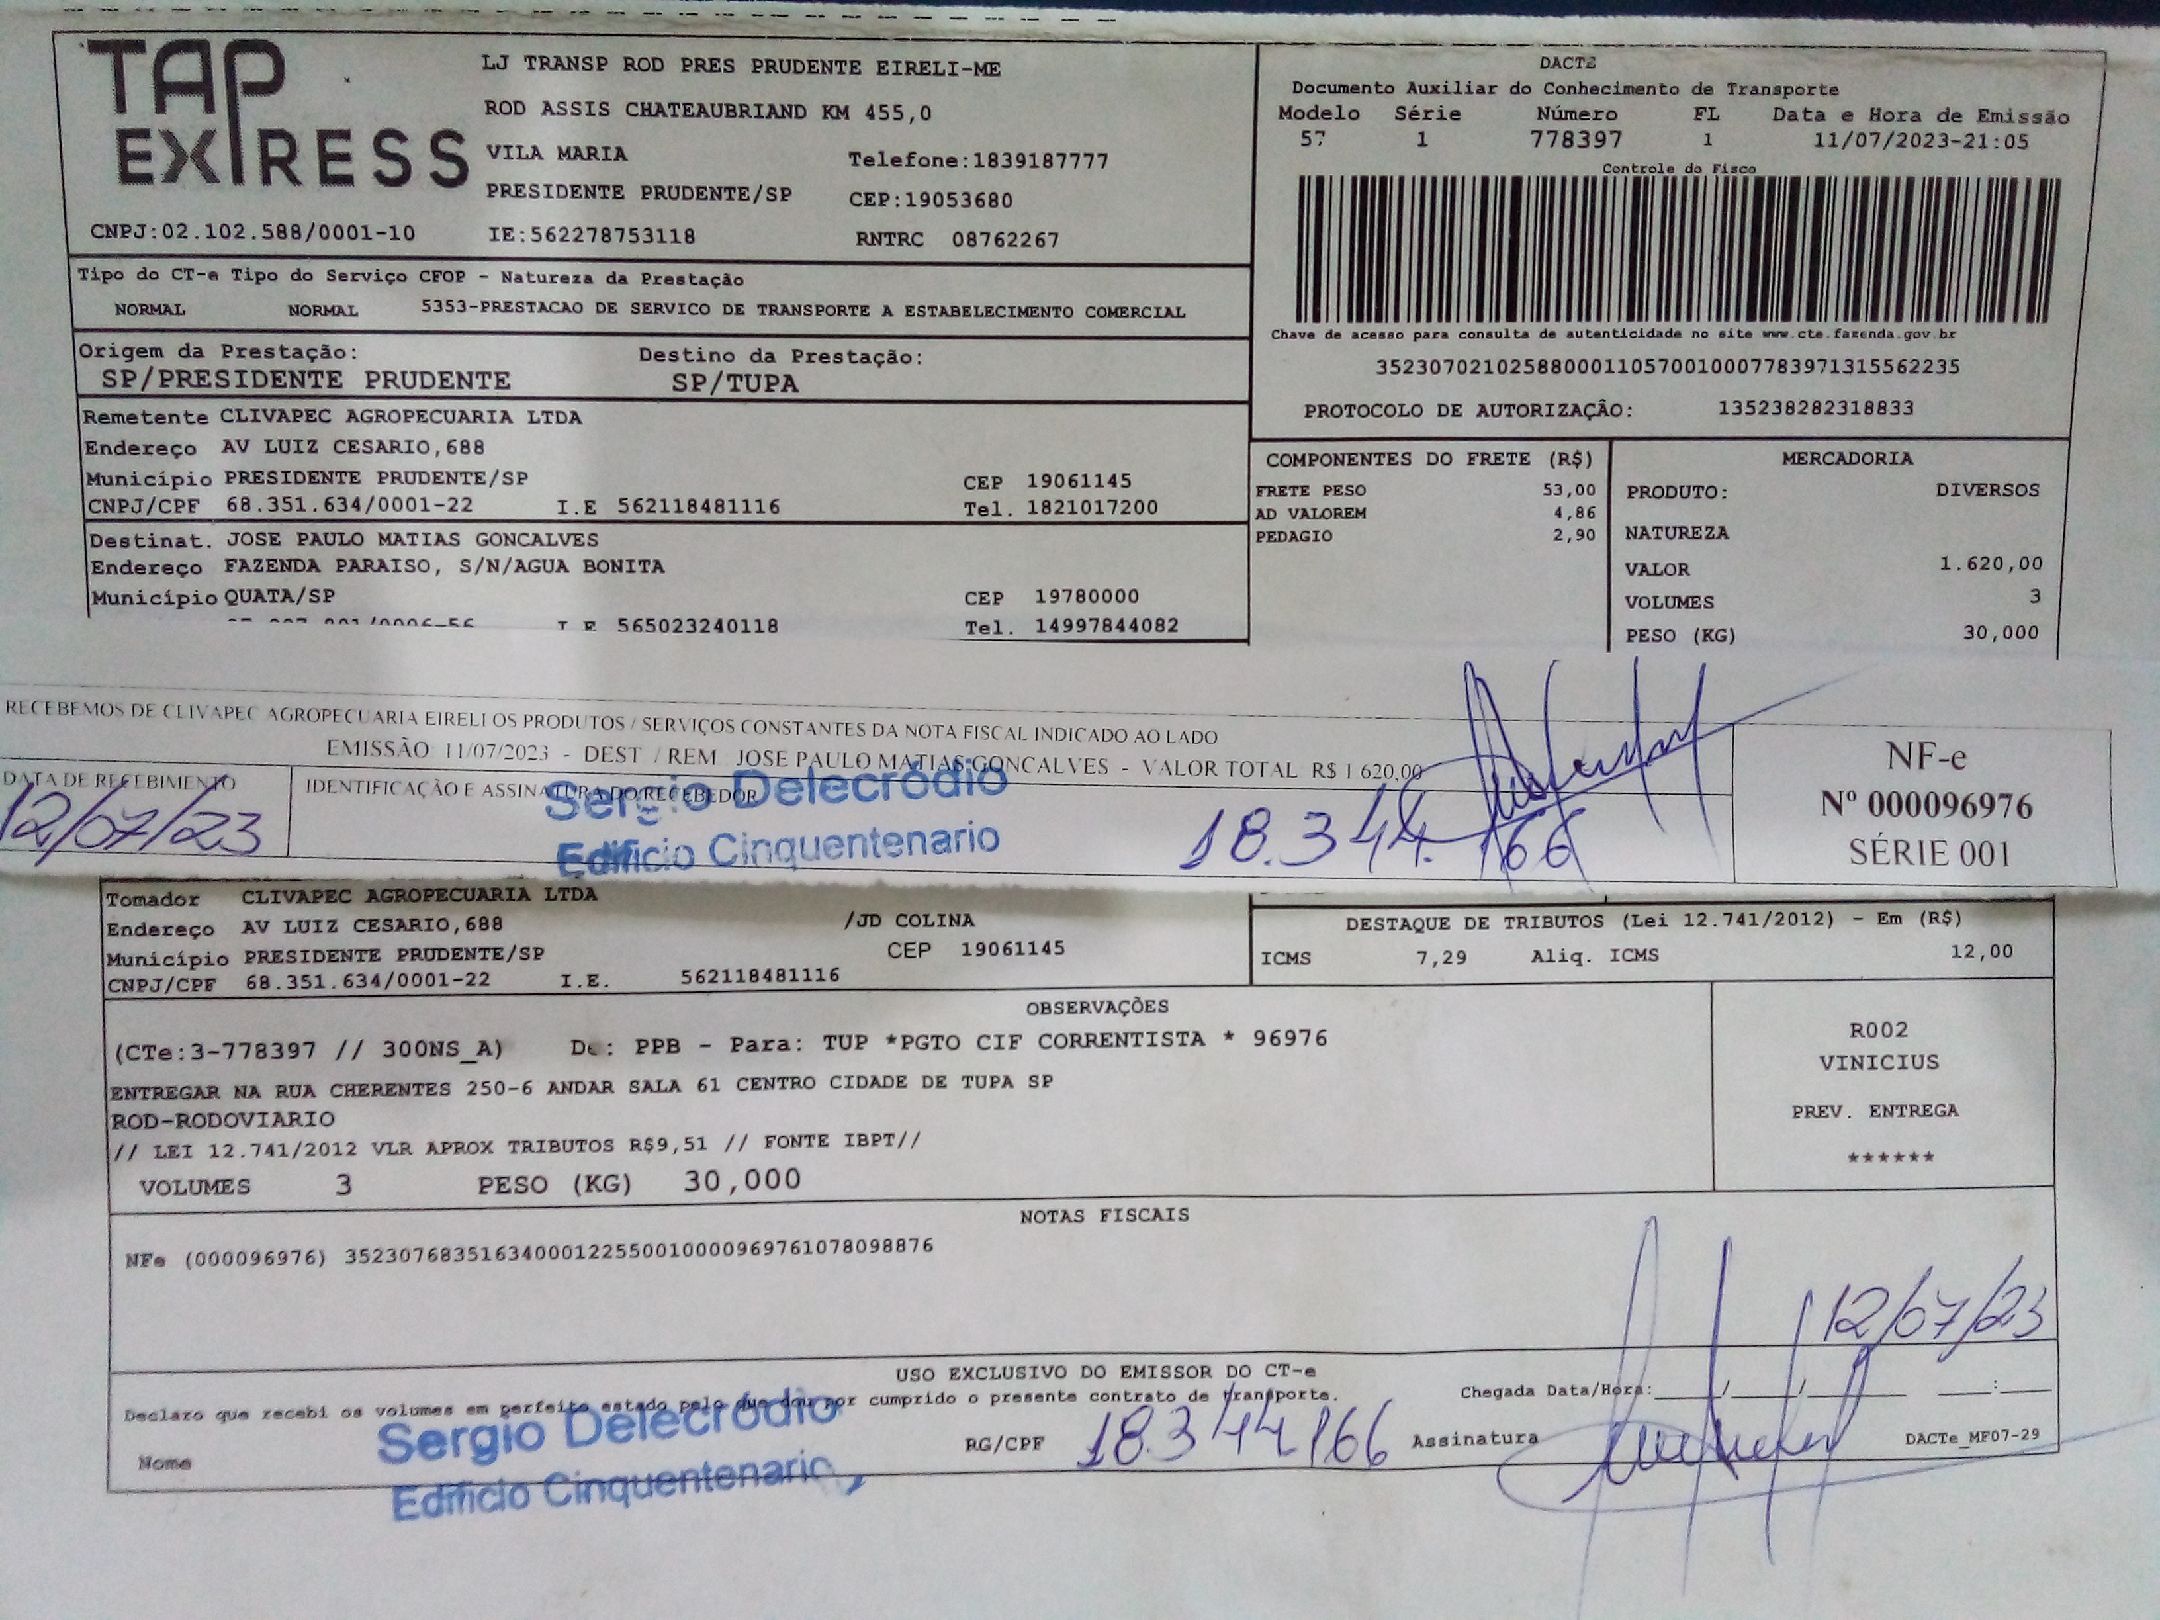 TAP EXPRESS
LJ TRANSP ROD PRES PRUDENTE EIRELI-ME
ROD ASSIS CHATEAUBRIAND KM 455,0
VILA MARIA Telefone:1839187777
PRESIDENTE PRUDENTE/SP CEP:19053680
CNPJ:02.102.588/0001-10 IE:562278753118 RNTRC 08762267
DACTE
Documento Auxiliar do Conhecimento de Transporte
Modelo Série Número FL Data e Hora de Emissão
57 1 778397 1 11/07/2023-21:05
Controle do Fisco
Chave de acesso para consulta de autenticidade no site www.cte.fazenda.gov.br
35230702102588000110570010007783971315562235
PROTOCOLO DE AUTORIZAÇÃO: 135238282318833
Tipo do CT-e Tipo do Serviço CFOP - Natureza da Prestação
NORMAL NORMAL 5353-PRESTACAO DE SERVICO DE TRANSPORTE A ESTABELECIMENTO COMERCIAL
Origem da Prestação: Destino da Prestação:
SP/PRESIDENTE PRUDENTE SP/TUPA
Remetente CLIVAPEC AGROPECUARIA LTDA
Endereço AV LUIZ CESARIO,688
Município PRESIDENTE PRUDENTE/SP CEP 19061145
CNPJ/CPF 68.351.634/0001-22 I.E 562118481116 Tel. 1821017200
Destinat. JOSE PAULO MATIAS GONCALVES
Endereço FAZENDA PARAISO, S/N/AGUA BONITA
Município QUATA/SP CEP 19780000
I E 565023240118 Tel. 14997844082
COMPONENTES DO FRETE (R$)
FRETE PESO 53,00
AD VALOREM 4,86
PEDAGIO 2,90
MERCADORIA
PRODUTO: DIVERSOS
NATUREZA
VALOR 1.620,00
VOLUMES 3
PESO (KG) 30,000
RECEBEMOS DE CLIVAPEC AGROPECUARIA EIRELI OS PRODUTOS / SERVIÇOS CONSTANTES DA NOTA FISCAL INDICADO AO LADO
EMISSÃO 11/07/2023 - DEST / REM JOSE PAULO MATIAS GONCALVES - VALOR TOTAL R$ 1 620,00
DATA DE RECEBIMENTO IDENTIFICAÇÃO E ASSINATURA DO RECEBEDOR
12/07/23
Sergio Delecródio
Edificio Cinquentenario
18.344.166
NF-e
Nº 000096976
SÉRIE 001
Tomador CLIVAPEC AGROPECUARIA LTDA
Endereço AV LUIZ CESARIO,688 /JD COLINA
Município PRESIDENTE PRUDENTE/SP CEP 19061145
CNPJ/CPF 68.351.634/0001-22 I.E. 562118481116
DESTAQUE DE TRIBUTOS (Lei 12.741/2012) - Em (R$)
ICMS 7,29 Aliq. ICMS 12,00
OBSERVAÇÕES
(CTe:3-778397 // 300NS_A) De: PPB - Para: TUP *PGTO CIF CORRENTISTA * 96976
ENTREGAR NA RUA CHERENTES 250-6 ANDAR SALA 61 CENTRO CIDADE DE TUPA SP
ROD-RODOVIARIO
// LEI 12.741/2012 VLR APROX TRIBUTOS R$9,51 // FONTE IBPT//
VOLUMES 3 PESO (KG) 30,000
R002
VINICIUS
PREV. ENTREGA
******
NOTAS FISCAIS
NFe (000096976) 35230768351634000122550010000969761078098876
12/07/23
USO EXCLUSIVO DO EMISSOR DO CT-e
Declaro que recebi os volumes em perfeito estado pelo que dou por cumprido o presente contrato de transporte.
Chegada Data/Hora:____/____/____ ___:___
Nome Sergio Delecródio
Edificio Cinquentenario
RG/CPF 18.344166 Assinatura DACTe_MF07-29